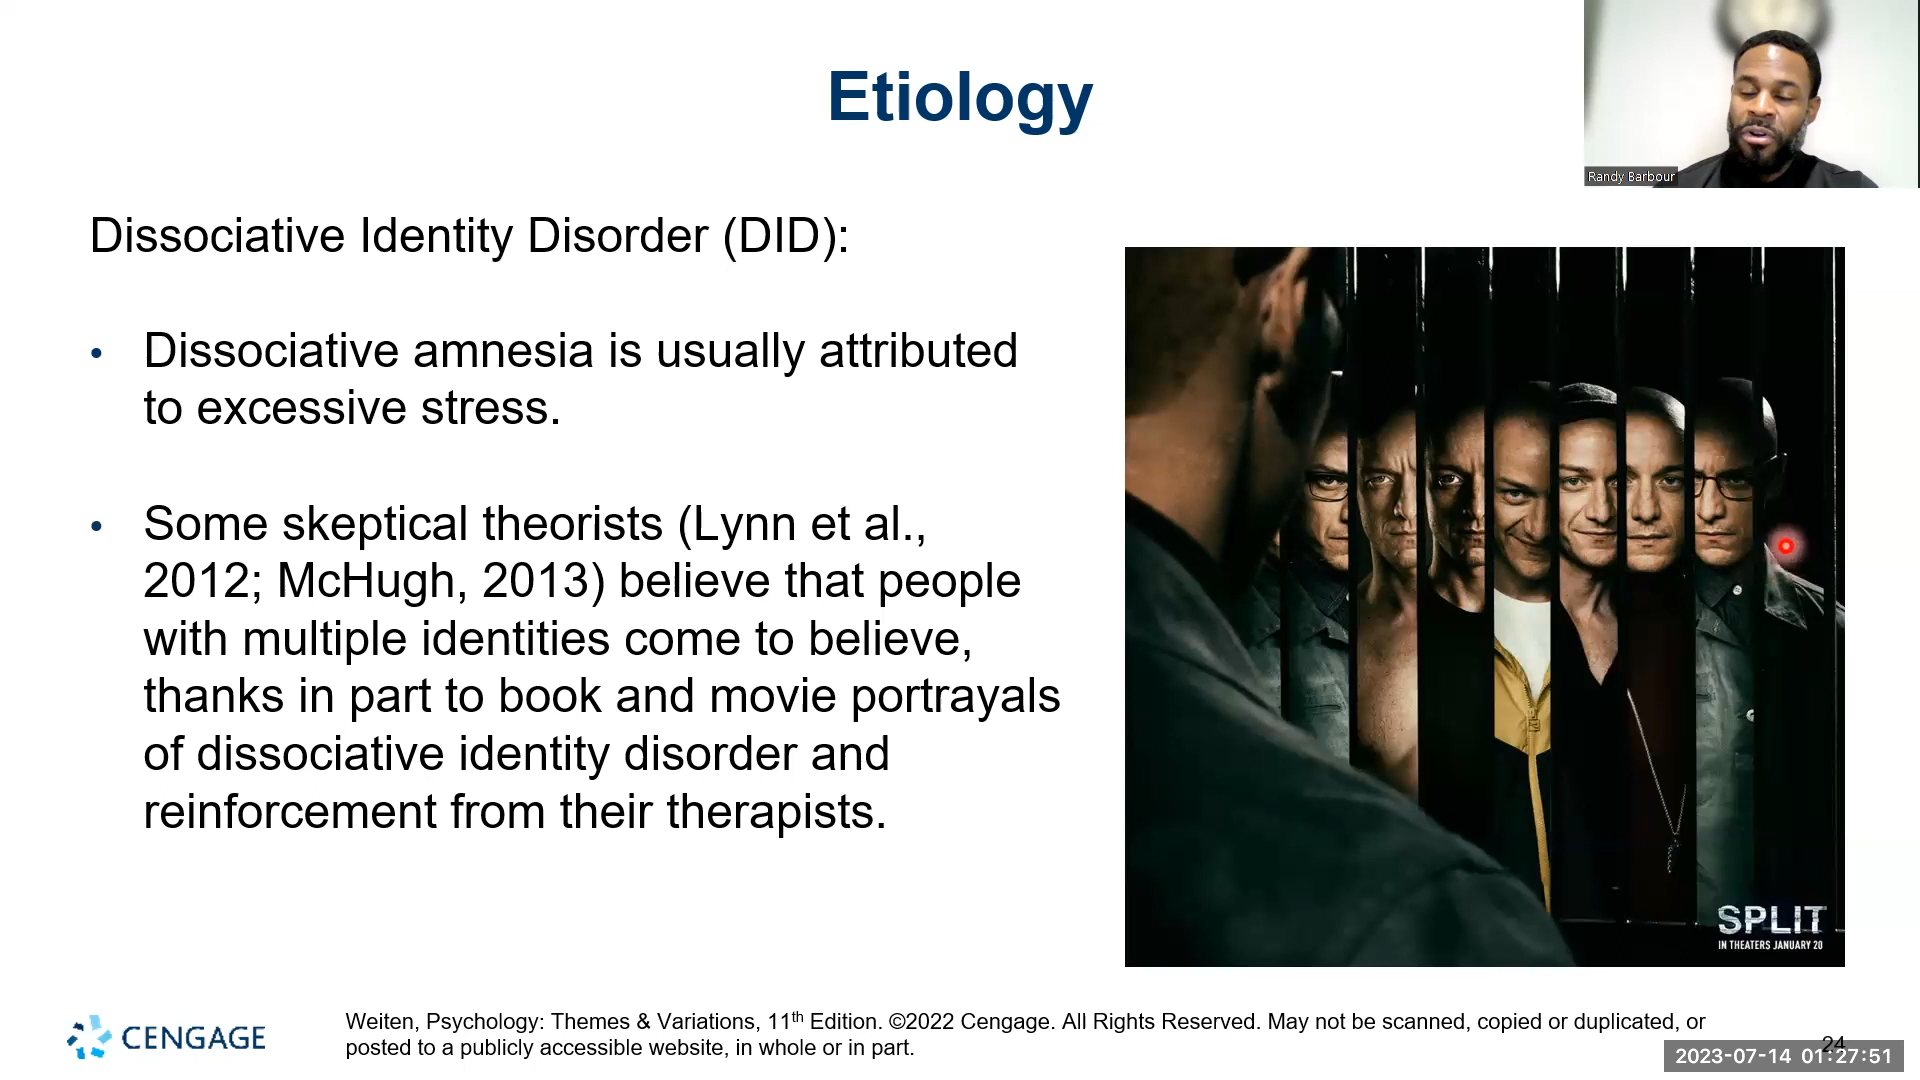 Etiology
Randy Barbour
Dissociative Identity Disorder (DID):
• Dissociative amnesia is usually attributed
to excessive stress.
• Some skeptical theorists (Lynn et al.,
2012; McHugh, 2013) believe that people
with multiple identities come to believe,
thanks in part to book and movie portrayals
of dissociative identity disorder and
reinforcement from their therapists.
SPLIT
IN THEATERS JANUARY 20
CENGAGE
Weiten, Psychology: Themes & Variations, 11th Edition. ©2022 Cengage. All Rights Reserved. May not be scanned, copied or duplicated, or
posted to a publicly accessible website, in whole or in part.
24
2023-07-14 01:27:51